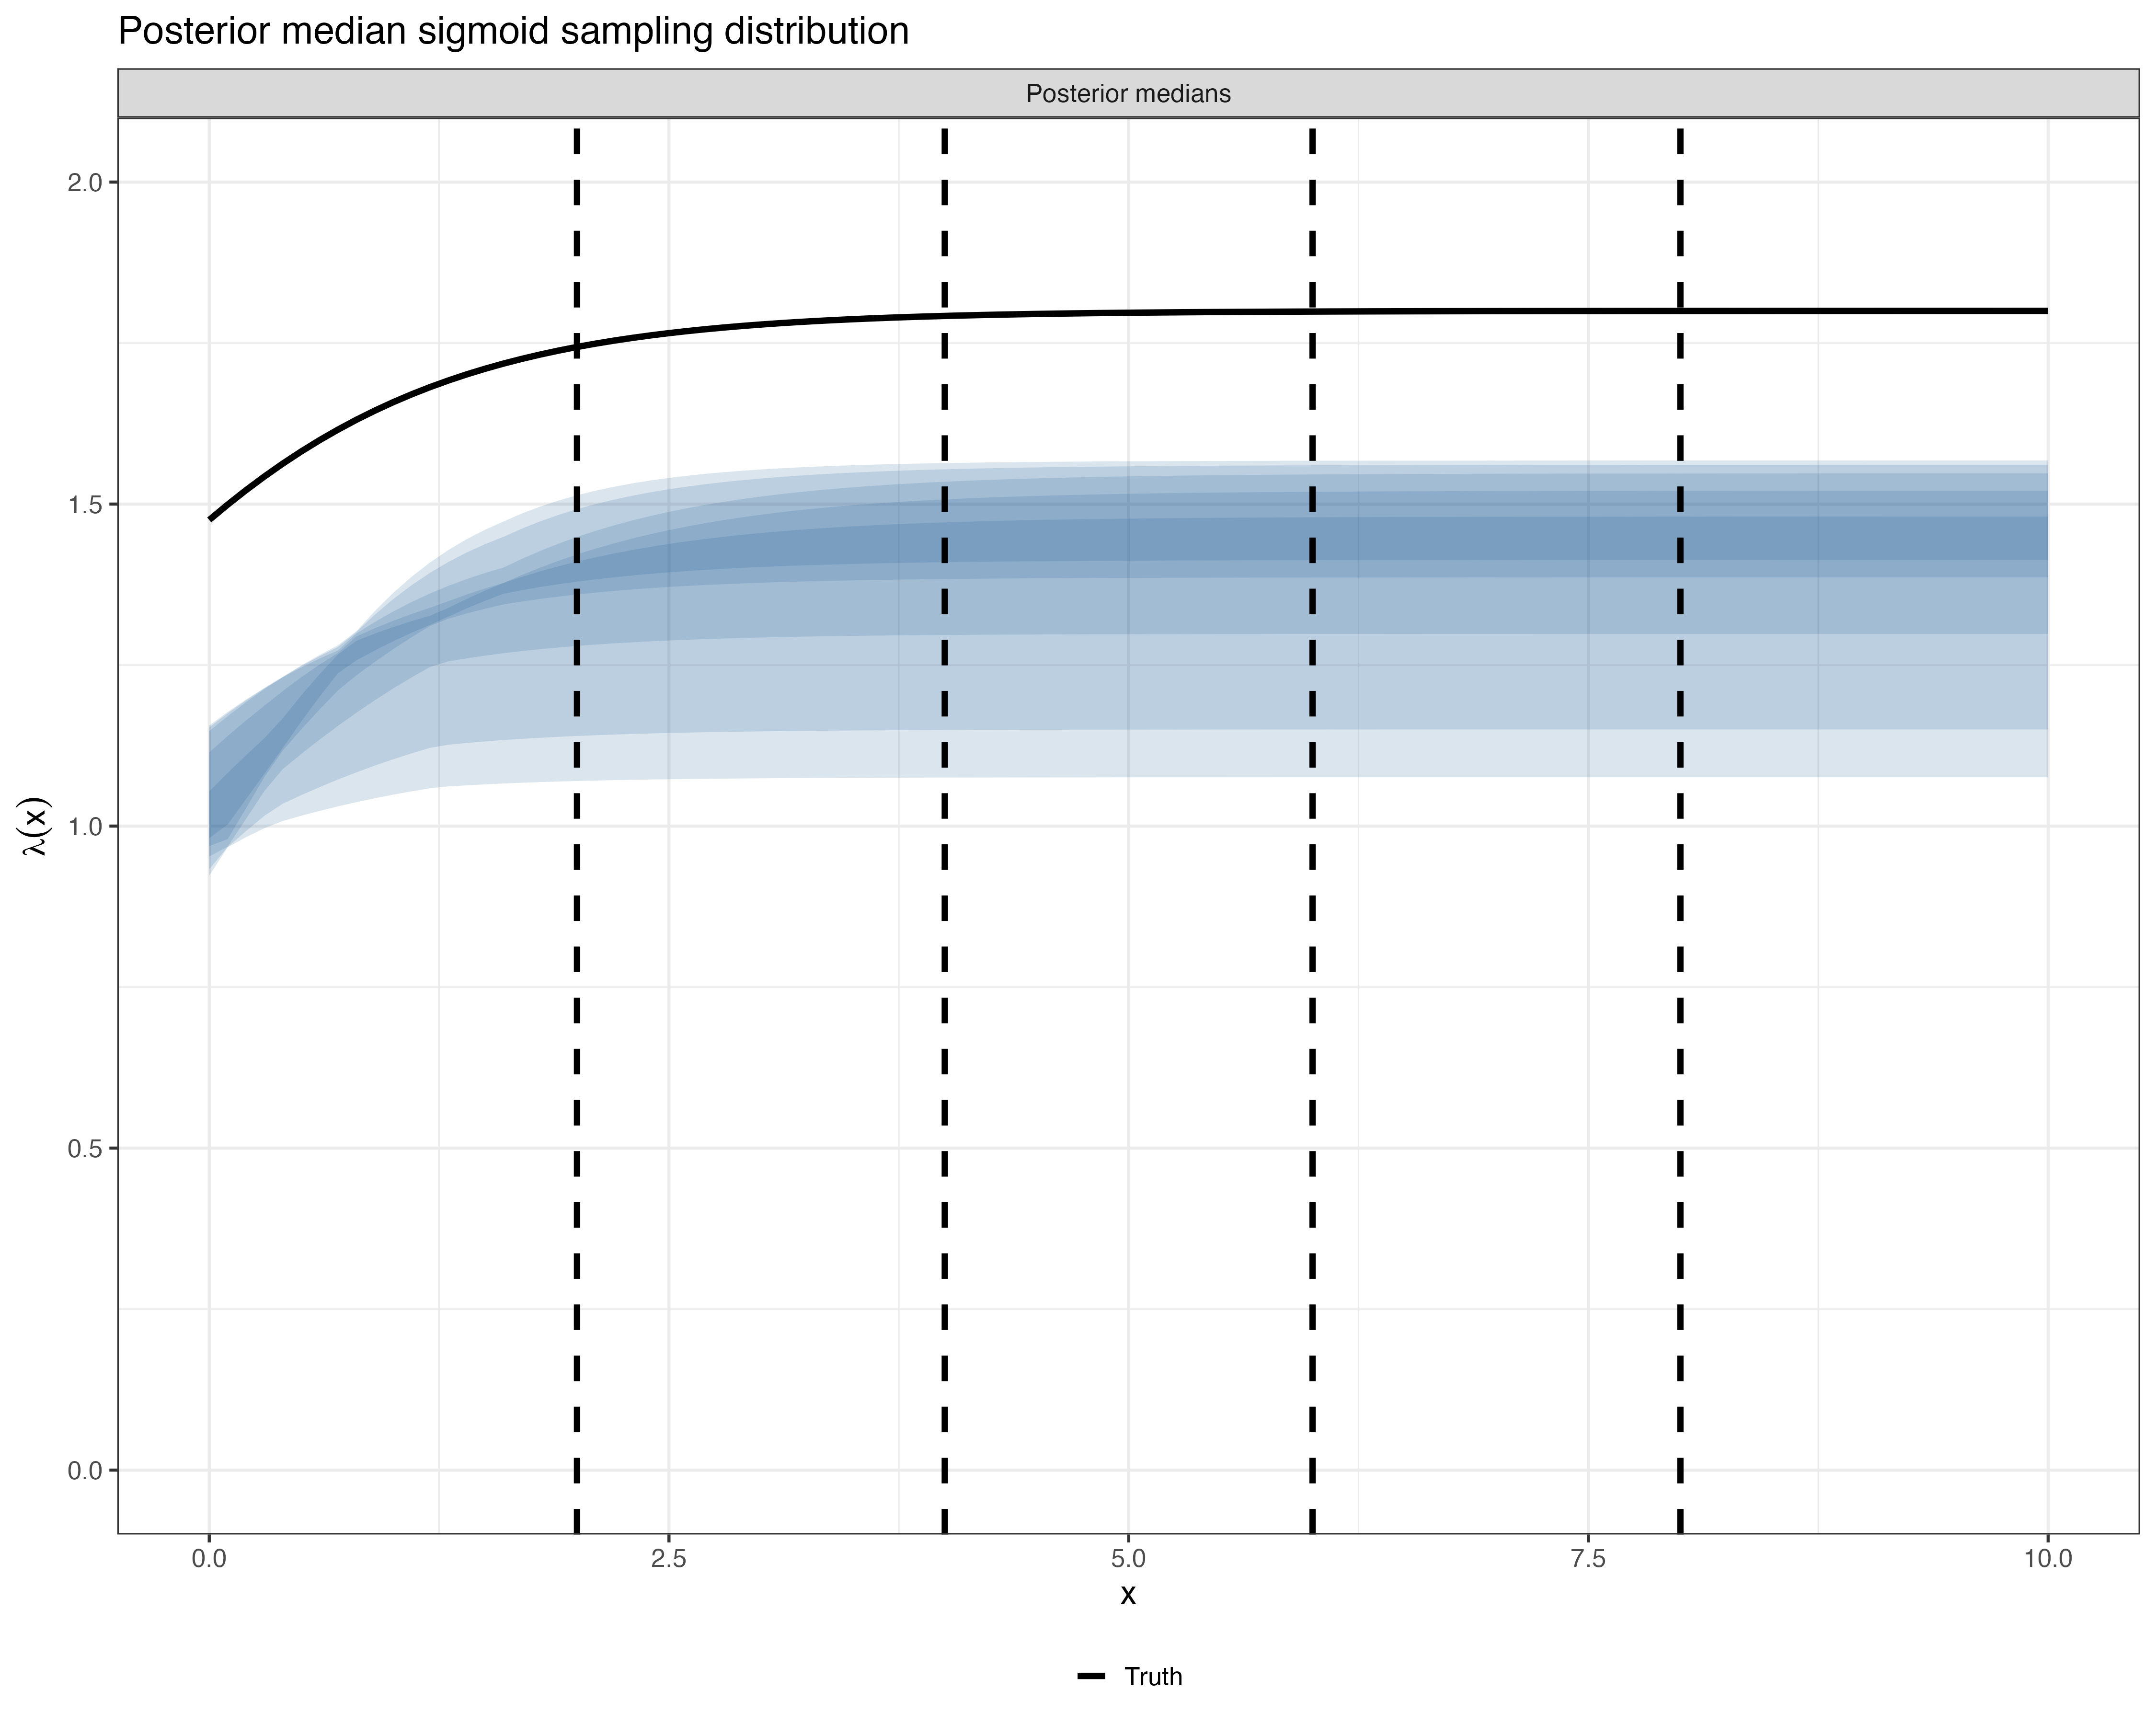 Posterior median sigmoid sampling distribution
Posterior medians
λ(x)
2.0
1.5
1.0
0.5
0.0
0.0 2.5 5.0 7.5 10.0
x
Truth